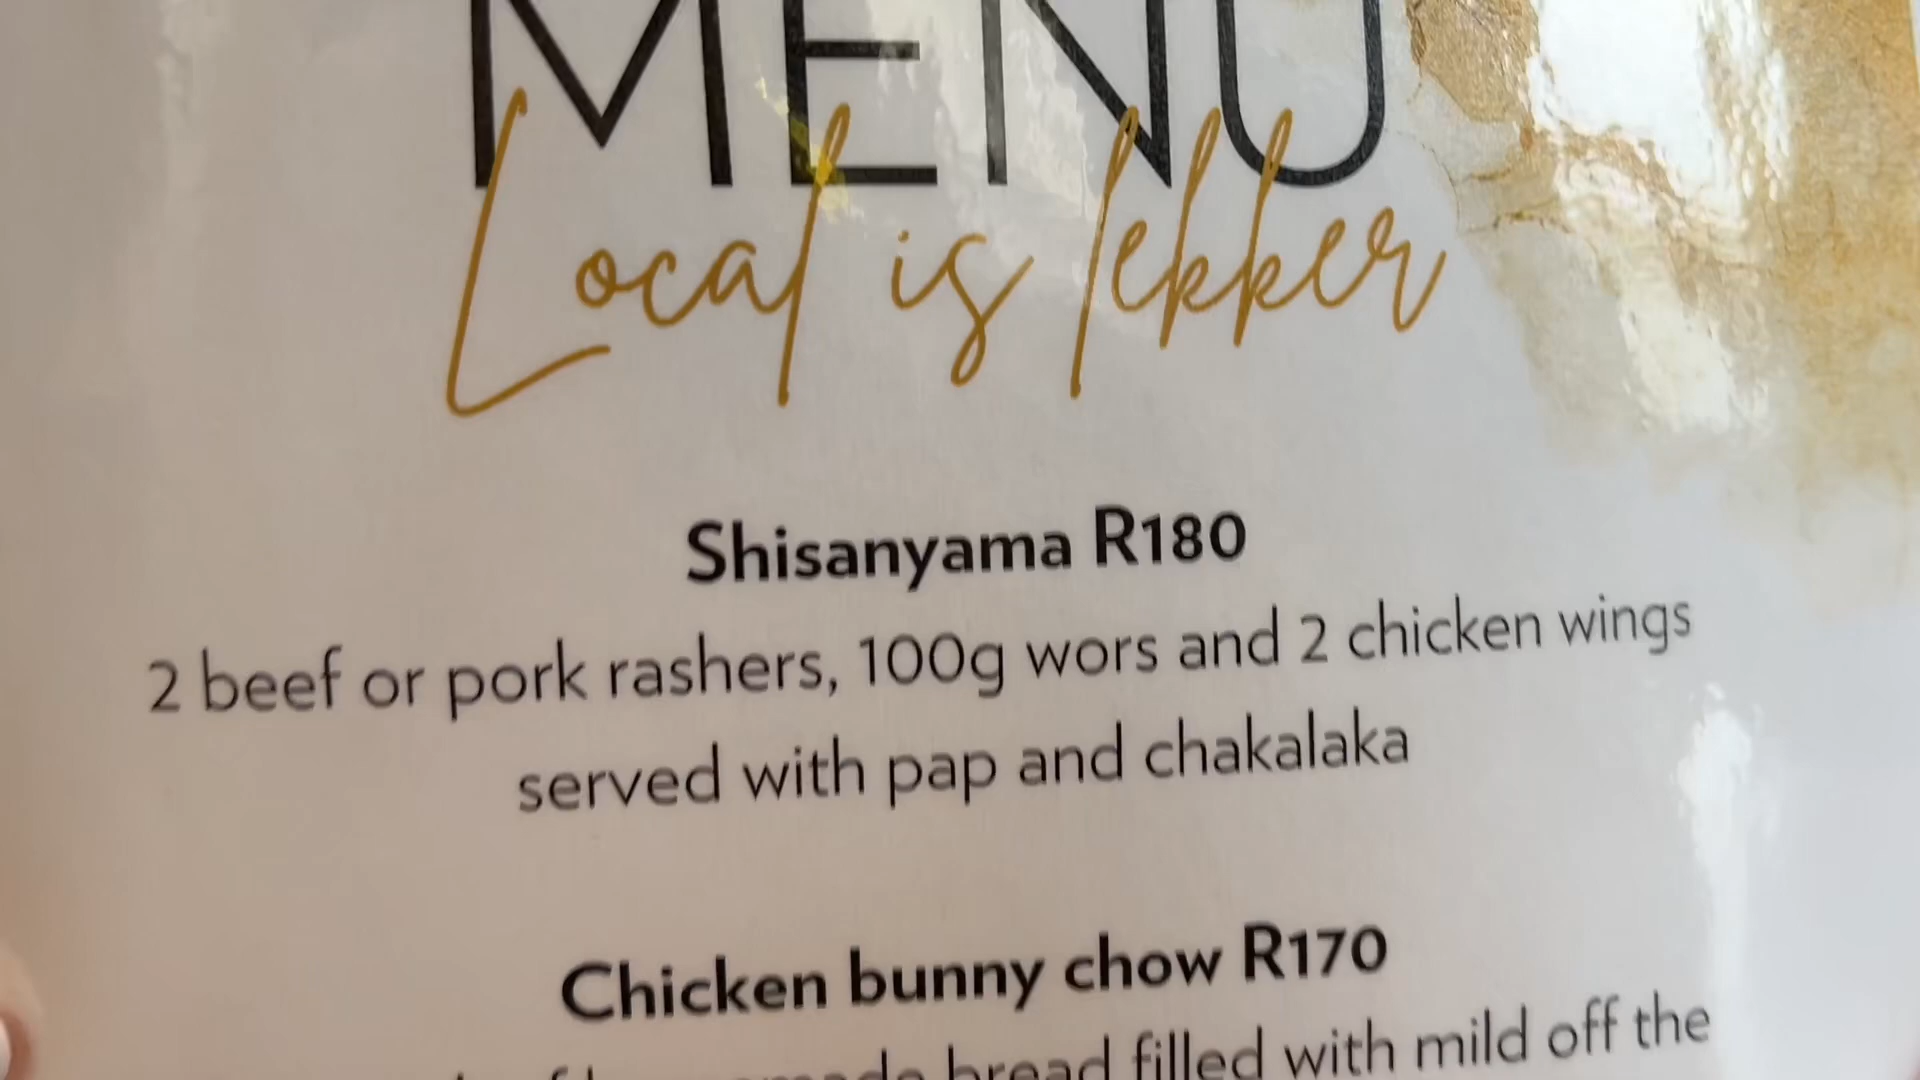 MENU
Local is lekker
Shisanyama R180
2 beef or pork rashers, 100g wors and 2 chicken wings
served with pap and chakalaka
Chicken bunny chow R170
bread filled with mild off the